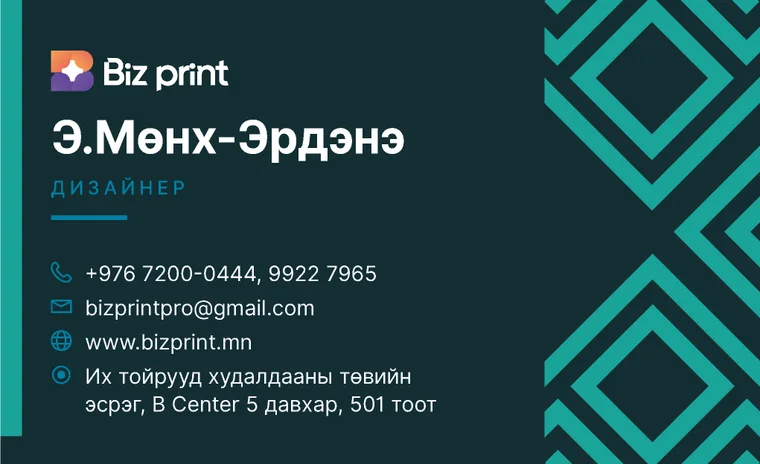 Biz print
Э.Мөнх-Эрдэнэ
ДИЗАЙНЕР
+976 7200-0444, 9922 7965
bizprintpro@gmail.com
www.bizprint.mn
Их тойрууд худалдааны төвийн
эсрэг, B Center 5 давхар, 501 тоот